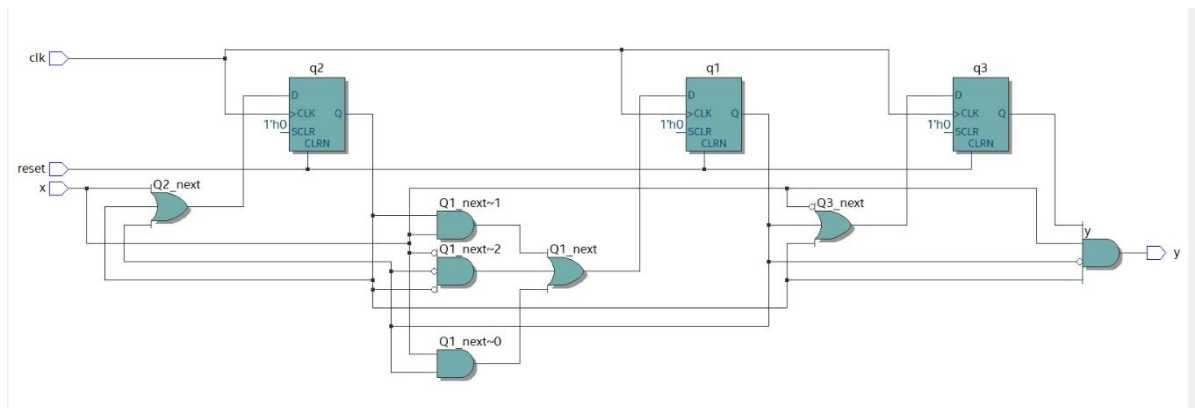 clk
q2
q1
q3
D
CLK
Q
1'h0
SCLR
CLRN
D
CLK
Q
1'h0
SCLR
CLRN
D
CLK
Q
1'h0
SCLR
CLRN
reset
x
Q2_next
Q1_next~1
Q3_next
Q1_next~2
Q1_next
y
y
Q1_next~0